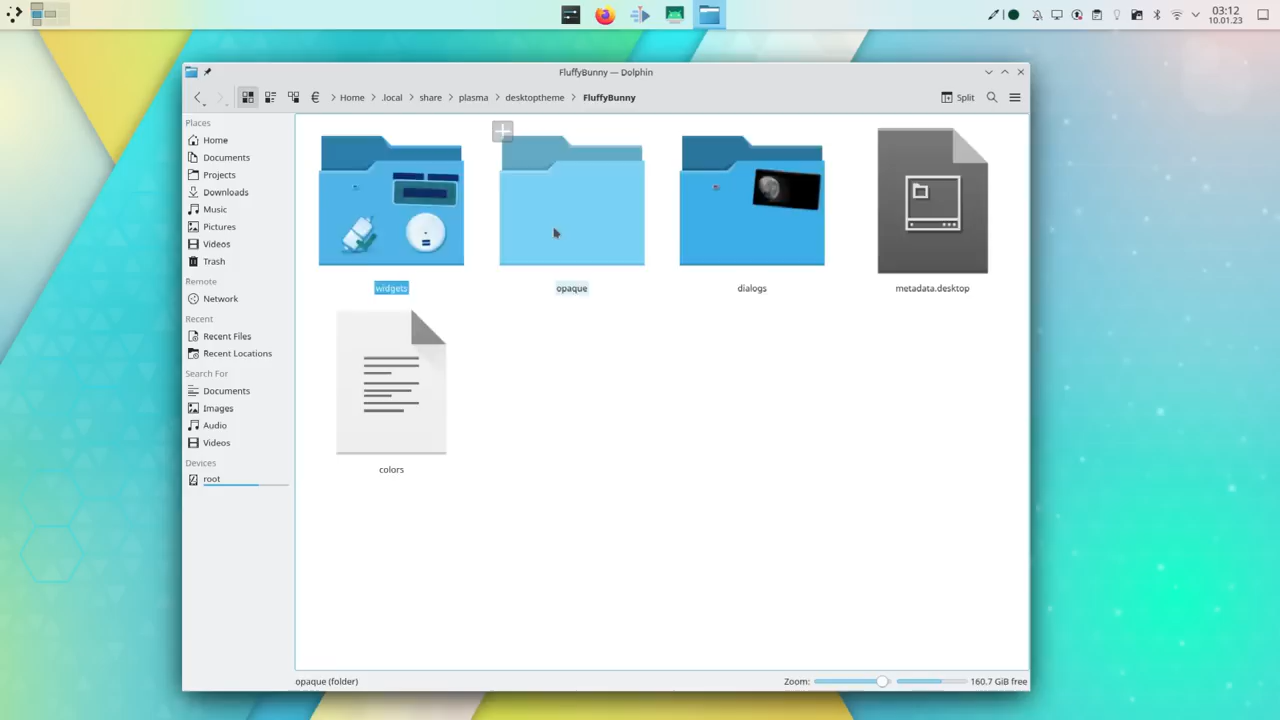 03:12
10.01.23
FluffyBunny — Dolphin
Home
.local
share
plasma
desktoptheme
FluffyBunny
Split
Places
Home
Documents
Projects
Downloads
Music
Pictures
Videos
Trash
Remote
Network
Recent
Recent Files
Recent Locations
Search For
Documents
Images
Audio
Videos
Devices
root
widgets
opaque
dialogs
metadata.desktop
colors
opaque (folder)
Zoom:
160.7 GiB free